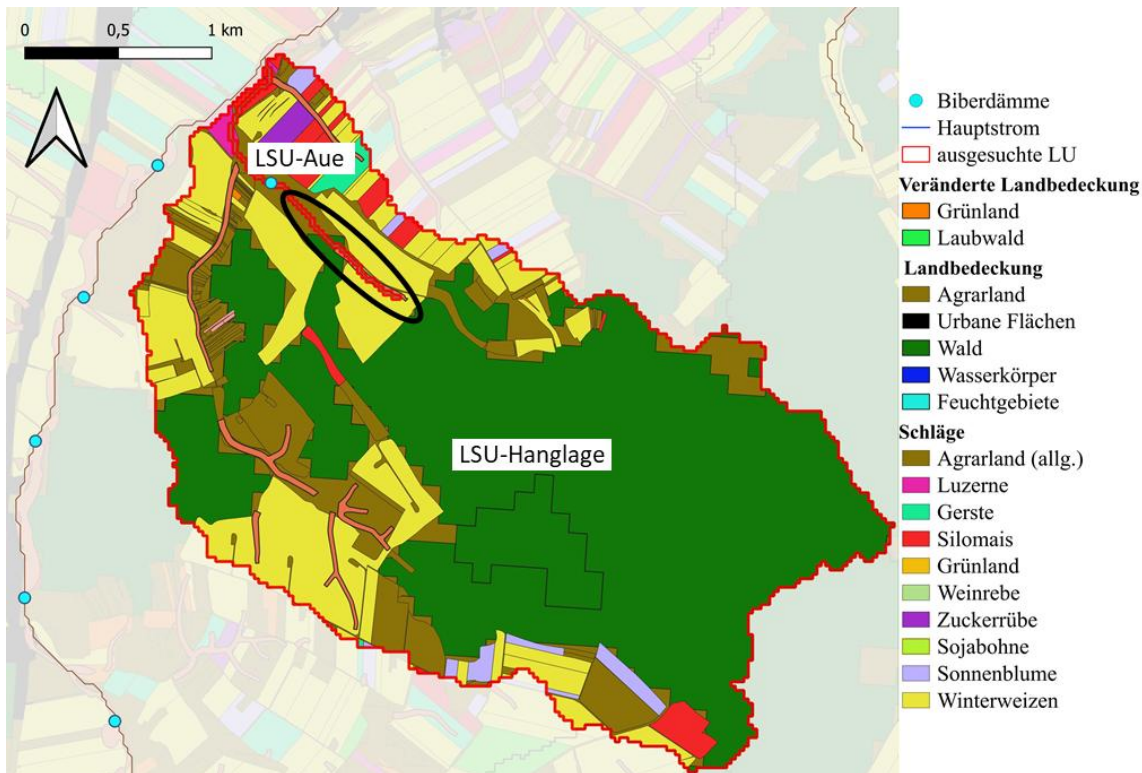 0 0,5 1 km
LSU-Aue
LSU-Hanglage
Biberdämme
Hauptstrom
ausgesuchte LU
Veränderte Landbedeckung
Grünland
Laubwald
Landbedeckung
Agrarland
Urbane Flächen
Wald
Wasserkörper
Feuchtgebiete
Schläge
Agrarland (allg.)
Luzerne
Gerste
Silomais
Grünland
Weinrebe
Zuckerrübe
Sojabohne
Sonnenblume
Winterweizen